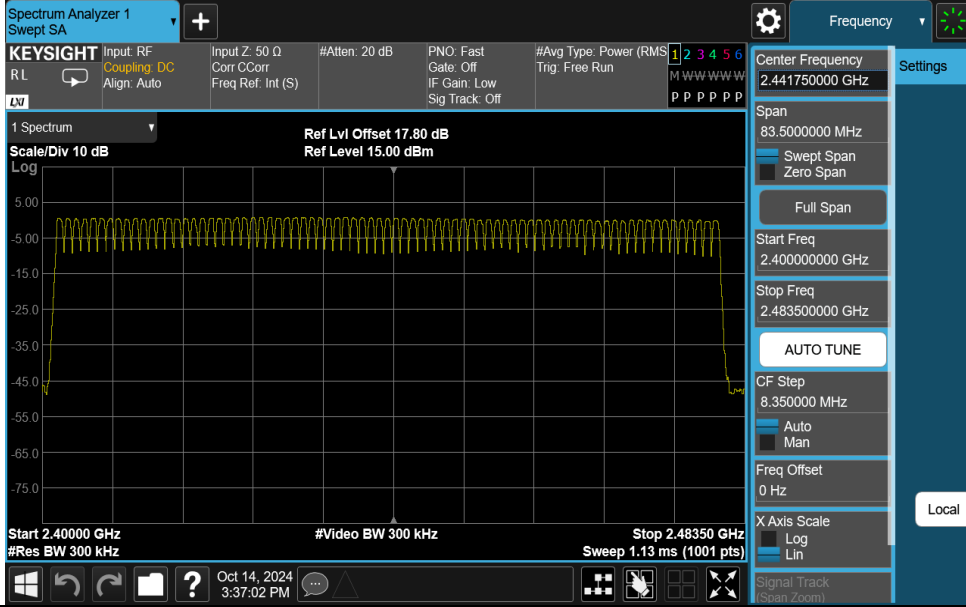 Spectrum Analyzer 1
Swept SA
+
Frequency
KEYSIGHT
R L
LXI
Input: RF
Coupling: DC
Align: Auto
Input Z: 50 Ω
Corr CCorr
Freq Ref: Int (S)
#Atten: 20 dB
PNO: Fast
Gate: Off
IF Gain: Low
Sig Track: Off
#Avg Type: Power (RMS
Trig: Free Run
1 2 3 4 5 6
M W W W W W
P P P P P P
1 Spectrum
Scale/Div 10 dB
Log
Ref Lvl Offset 17.80 dB
Ref Level 15.00 dBm
5.00
-5.00
-15.0
-25.0
-35.0
-45.0
-55.0
-65.0
-75.0
Start 2.40000 GHz
#Res BW 300 kHz
#Video BW 300 kHz
Stop 2.48350 GHz
Sweep 1.13 ms (1001 pts)
Center Frequency
2.441750000 GHz
Span
83.5000000 MHz
Swept Span
Zero Span
Full Span
Start Freq
2.400000000 GHz
Stop Freq
2.483500000 GHz
AUTO TUNE
CF Step
8.350000 MHz
Auto
Man
Freq Offset
0 Hz
X Axis Scale
Log
Lin
Signal Track
(Span Zoom)
Settings
Local
?
Oct 14, 2024
3:37:02 PM